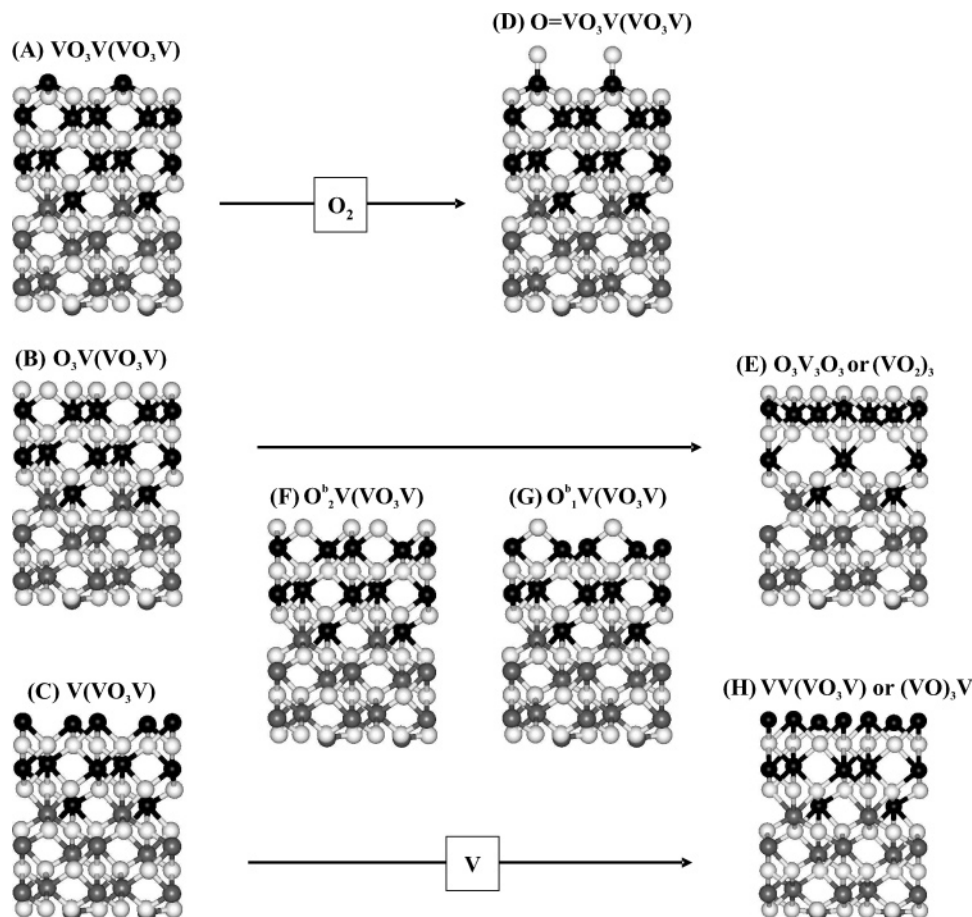 (A) VO₃V(VO₃V)
(D) O=VO₃V(VO₃V)
O₂
(B) O₃V(VO₃V)
(E) O₃V₃O₃ or (VO₂)₃
(F) Oᵇ₂V(VO₃V)
(G) Oᵇ₁V(VO₃V)
(C) V(VO₃V)
(H) VV(VO₃V) or (VO)₃V
V